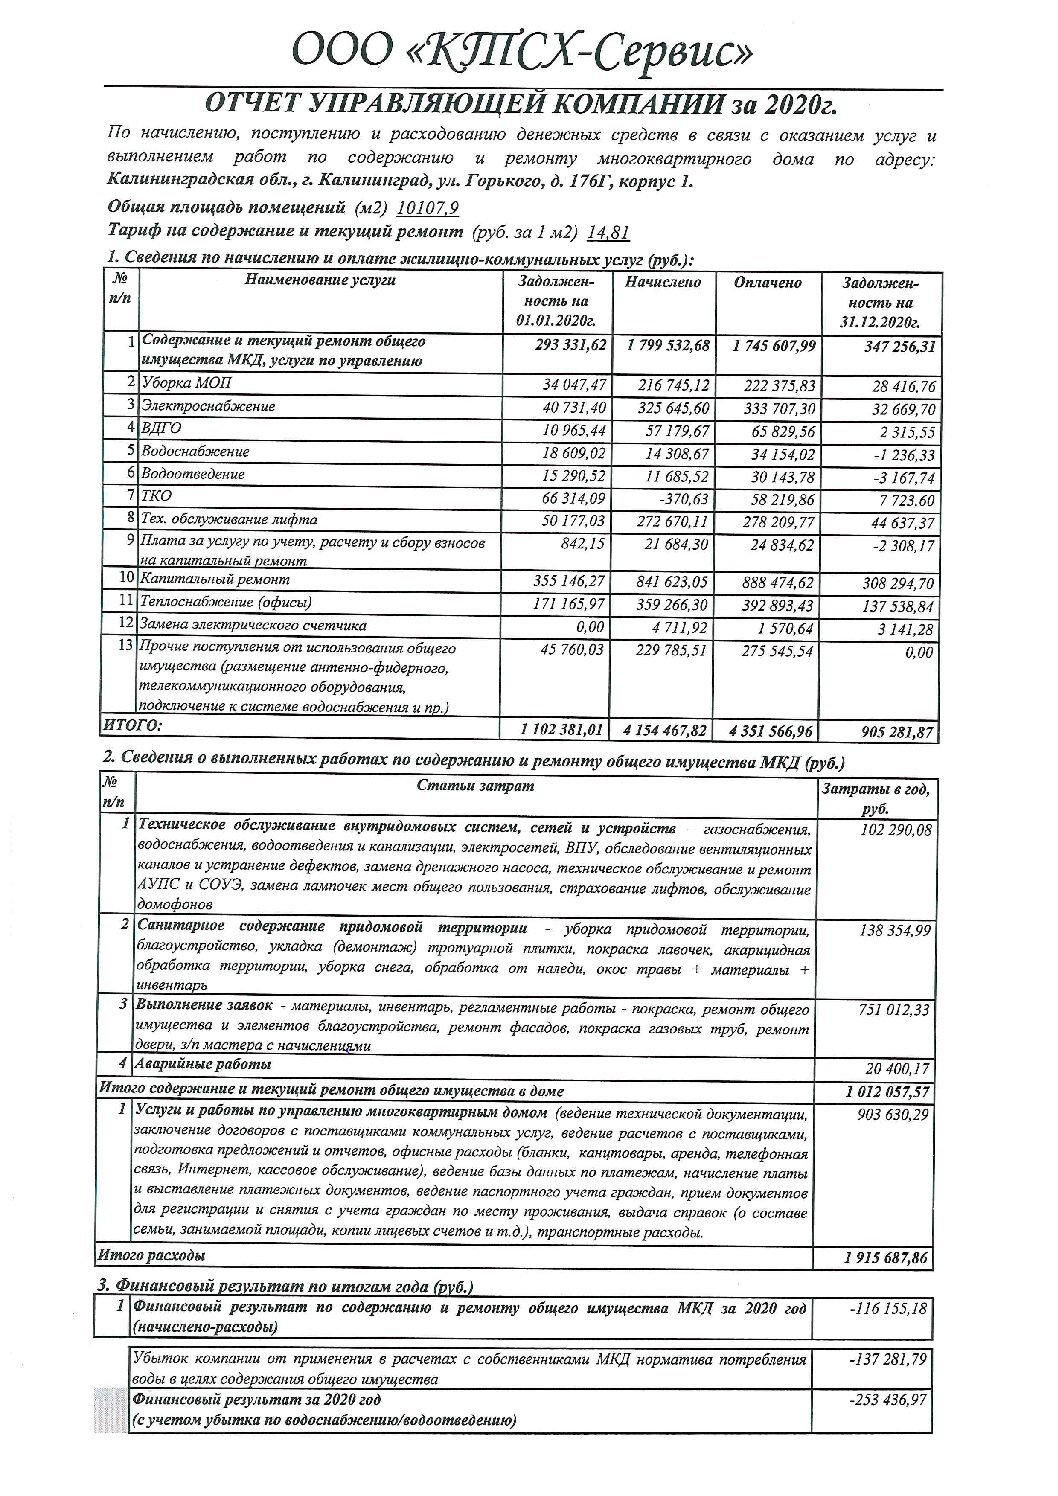 ООО «КТСХ-Сервис»
ОТЧЕТ УПРАВЛЯЮЩЕЙ КОМПАНИИ за 2020г.
По начислению, поступлению и расходованию денежных средств в связи с оказанием услуг и
выполнением работ по содержанию и ремонту многоквартирного дома по адресу:
Калининградская обл., г. Калининград, ул. Горького, д. 176Г, корпус 1.
Общая площадь помещений (м2) 10107,9
Тариф на содержание и текущий ремонт (руб. за 1 м2) 14,81
1. Сведения по начислению и оплате жилищно-коммунальных услуг (руб.):
№ Наименование услуги Задолжен- Начислено Оплачено Задолжен-
п/п ность на ность на
01.01.2020г. 31.12.2020г.
1 Содержание и текущий ремонт общего 293 331,62 1 799 532,68 1 745 607,99 347 256,31
имущества МКД, услуги по управлению
2 Уборка МОП 34 047,47 216 745,12 222 375,83 28 416,76
3 Электроснабжение 40 731,40 325 645,60 333 707,30 32 669,70
4 ВДГО 10 965,44 57 179,67 65 829,56 2 315,55
5 Водоснабжение 18 609,02 14 308,67 34 154,02 -1 236,33
6 Водоотведение 15 290,52 11 685,52 30 143,78 -3 167,74
7 ТКО 66 314,09 -370,63 58 219,86 7 723,60
8 Тех. обслуживание лифта 50 177,03 272 670,11 278 209,77 44 637,37
9 Плата за услугу по учету, расчету и сбору взносов 842,15 21 684,30 24 834,62 -2 308,17
на капитальный ремонт
10 Капитальный ремонт 355 146,27 841 623,05 888 474,62 308 294,70
11 Теплоснабжение (офисы) 171 165,97 359 266,30 392 893,43 137 538,84
12 Замена электрического счетчика 0,00 4 711,92 1 570,64 3 141,28
13 Прочие поступления от использования общего 45 760,03 229 785,51 275 545,54 0,00
имущества (размещение антенно-фидерного,
телекоммуникационного оборудования,
подключение к системе водоснабжения и пр.)
ИТОГО: 1 102 381,01 4 154 467,82 4 351 566,96 905 281,87
2. Сведения о выполненных работах по содержанию и ремонту общего имущества МКД (руб.)
№ Статьи затрат Затраты в год,
п/п руб.
1 Техническое обслуживание внутридомовых систем, сетей и устройств газоснабжения, 102 290,08
водоснабжения, водоотведения и канализации, электросетей, ВПУ, обследование вентиляционных
каналов и устранение дефектов, замена дренажного насоса, техническое обслуживание и ремонт
АУПС и СОУЭ, замена лампочек мест общего пользования, страхование лифтов, обслуживание
домофонов
2 Санитарное содержание придомовой территории - уборка придомовой территории, 138 354,99
благоустройство, укладка (демонтаж) тротуарной плитки, покраска лавочек, акарицидная
обработка территории, уборка снега, обработка от наледи, окос травы + материалы +
инвентарь
3 Выполнение заявок - материалы, инвентарь, регламентные работы - покраска, ремонт общего 751 012,33
имущества и элементов благоустройства, ремонт фасадов, покраска газовых труб, ремонт
двери, з/п мастера с начислениями
4 Аварийные работы 20 400,17
Итого содержание и текущий ремонт общего имущества в доме 1 012 057,57
1 Услуги и работы по управлению многоквартирным домом (ведение технической документации, 903 630,29
заключение договоров с поставщиками коммунальных услуг, ведение расчетов с поставщиками,
подготовка предложений и отчетов, офисные расходы (бланки, канцтовары, аренда, телефонная
связь, Интернет, кассовое обслуживание), ведение базы данных по платежам, начисление платы
и выставление платежных документов, ведение паспортного учета граждан, прием документов
для регистрации и снятия с учета граждан по месту проживания, выдача справок (о составе
семьи, занимаемой площади, копии лицевых счетов и т.д.), транспортные расходы.
Итого расходы 1 915 687,86
3. Финансовый результат по итогам года (руб.)
1 Финансовый результат по содержанию и ремонту общего имущества МКД за 2020 год -116 155,18
(начислено-расходы)
Убыток компании от применения в расчетах с собственниками МКД норматива потребления -137 281,79
воды в целях содержания общего имущества
Финансовый результат за 2020 год -253 436,97
(с учетом убытка по водоснабжению/водоотведению)